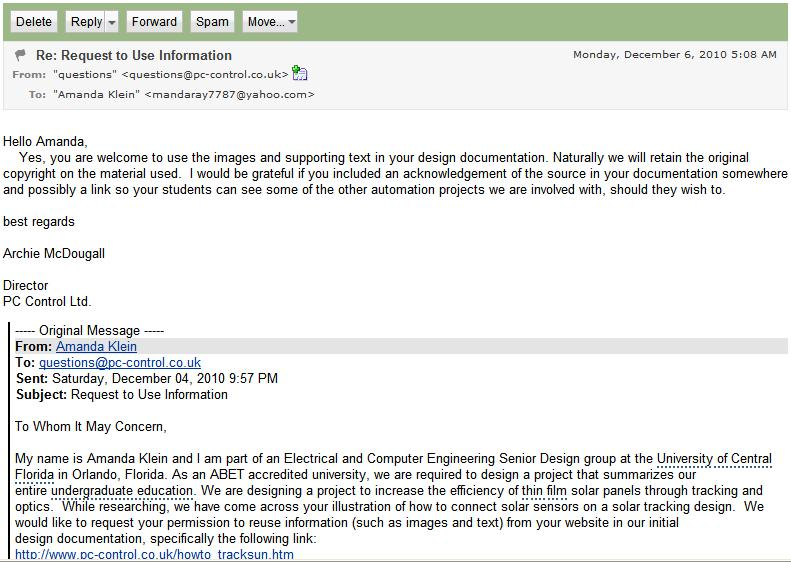 Delete Reply Forward Spam Move...
Re: Request to Use Information Monday, December 6, 2010 5:08 AM
From: "questions" <questions@pc-control.co.uk>
To: "Amanda Klein" <mandaray7787@yahoo.com>
Hello Amanda,
Yes, you are welcome to use the images and supporting text in your design documentation. Naturally we will retain the original
copyright on the material used. I would be grateful if you included an acknowledgement of the source in your documentation somewhere
and possibly a link so your students can see some of the other automation projects we are involved with, should they wish to.
best regards
Archie McDougall
Director
PC Control Ltd.
----- Original Message -----
From: Amanda Klein
To: questions@pc-control.co.uk
Sent: Saturday, December 04, 2010 9:57 PM
Subject: Request to Use Information
To Whom It May Concern,
My name is Amanda Klein and I am part of an Electrical and Computer Engineering Senior Design group at the University of Central
Florida in Orlando, Florida. As an ABET accredited university, we are required to design a project that summarizes our
entire undergraduate education. We are designing a project to increase the efficiency of thin film solar panels through tracking and
optics. While researching, we have come across your illustration of how to connect solar sensors on a solar tracking design. We
would like to request your permission to reuse information (such as images and text) from your website in our initial
design documentation, specifically the following link:
http://www.pc-control.co.uk/howto_tracksun.htm